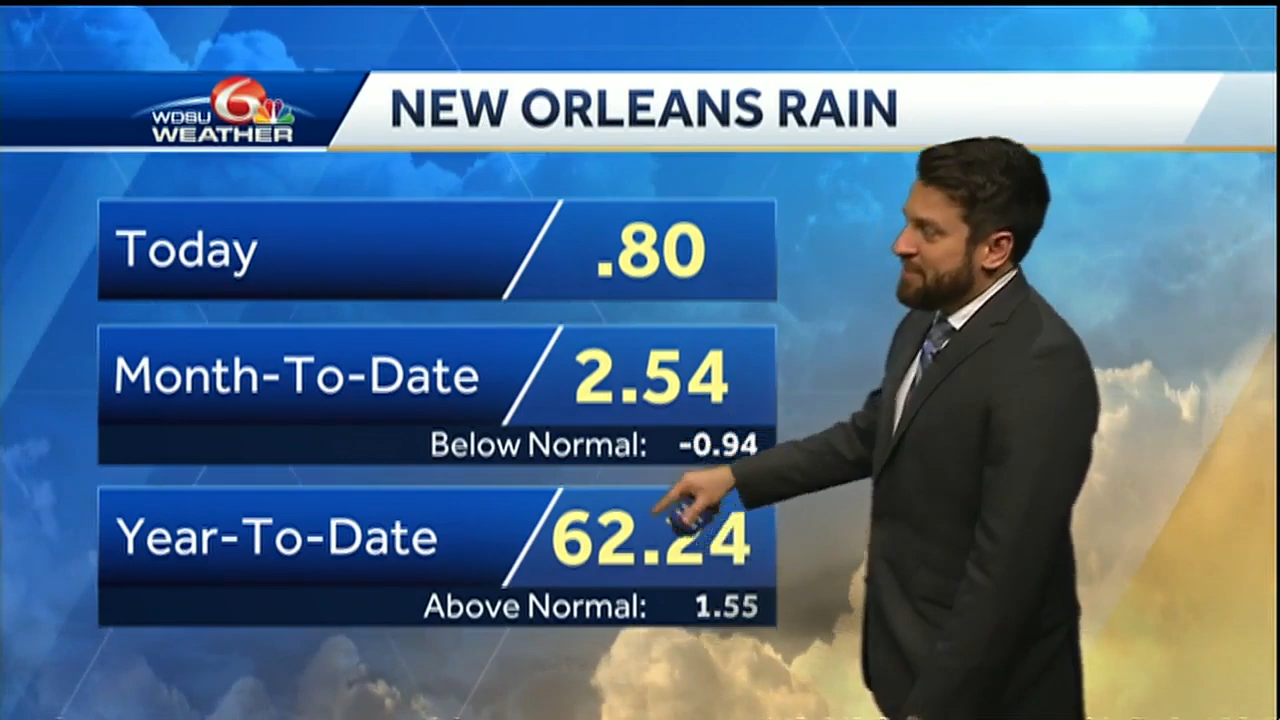 WDSU 6
WEATHER
NEW ORLEANS RAIN
Today .80
Month-To-Date 2.54
Below Normal: -0.94
Year-To-Date 62.24
Above Normal: 1.55